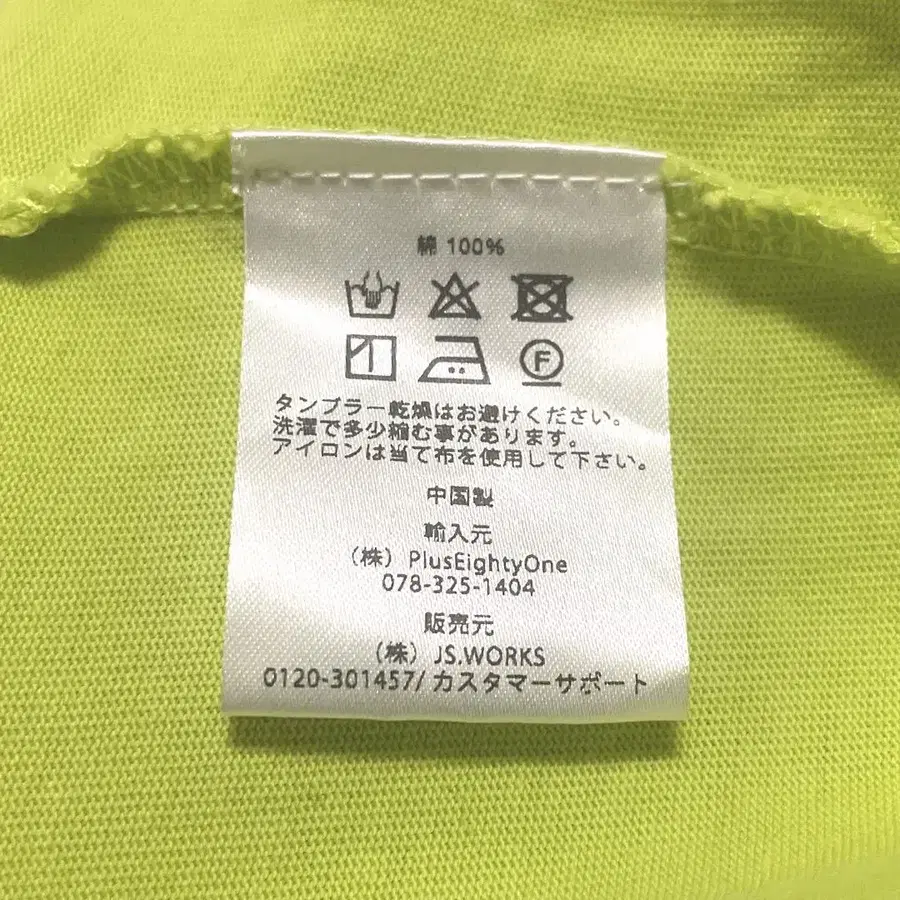 綿 100%
F
タンブラー乾燥はお避けください。
洗濯で多少縮む事があります。
アイロンは当て布を使用して下さい。
中国製
輸入元
（株）PlusEightyOne
078-325-1404
販売元
（株）JS.WORKS
0120-301457/カスタマーサポート